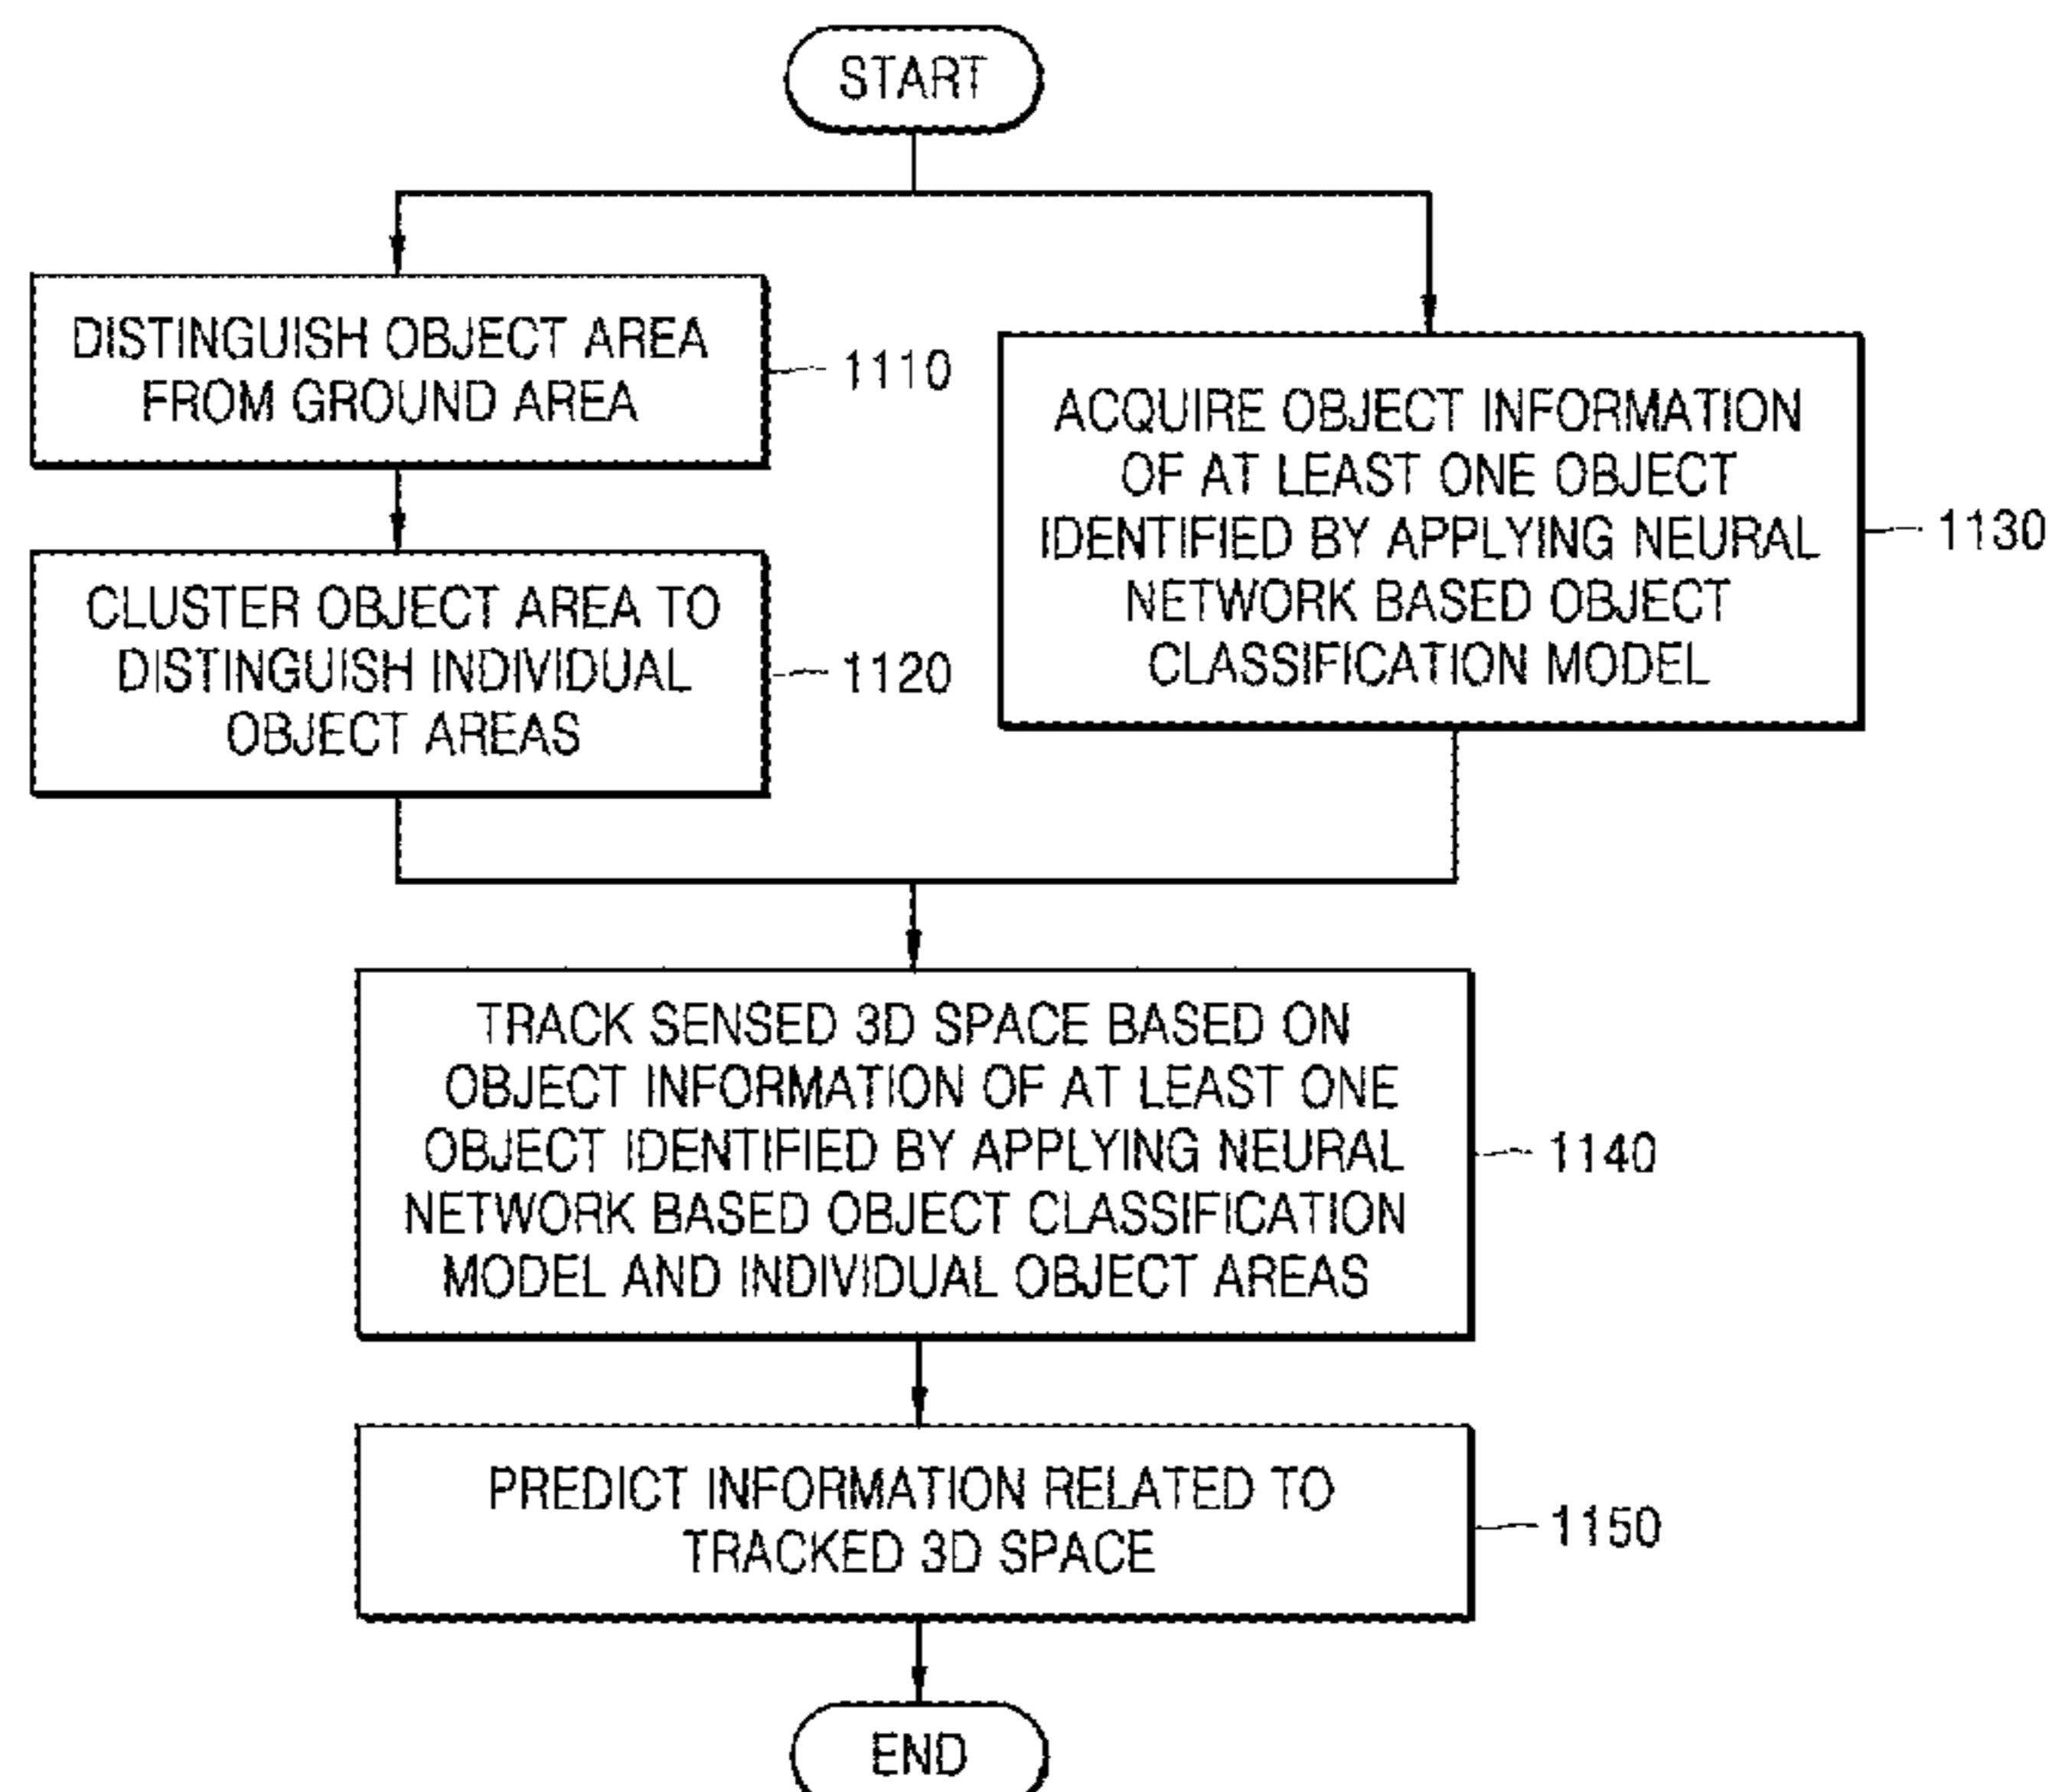 START
DISTINGUISH OBJECT AREA
FROM GROUND AREA
1110
CLUSTER OBJECT AREA TO
DISTINGUISH INDIVIDUAL
OBJECT AREAS
1120
ACQUIRE OBJECT INFORMATION
OF AT LEAST ONE OBJECT
IDENTIFIED BY APPLYING NEURAL
NETWORK BASED OBJECT
CLASSIFICATION MODEL
1130
TRACK SENSED 3D SPACE BASED ON
OBJECT INFORMATION OF AT LEAST ONE
OBJECT IDENTIFIED BY APPLYING NEURAL
NETWORK BASED OBJECT CLASSIFICATION
MODEL AND INDIVIDUAL OBJECT AREAS
1140
PREDICT INFORMATION RELATED TO
TRACKED 3D SPACE
1150
END